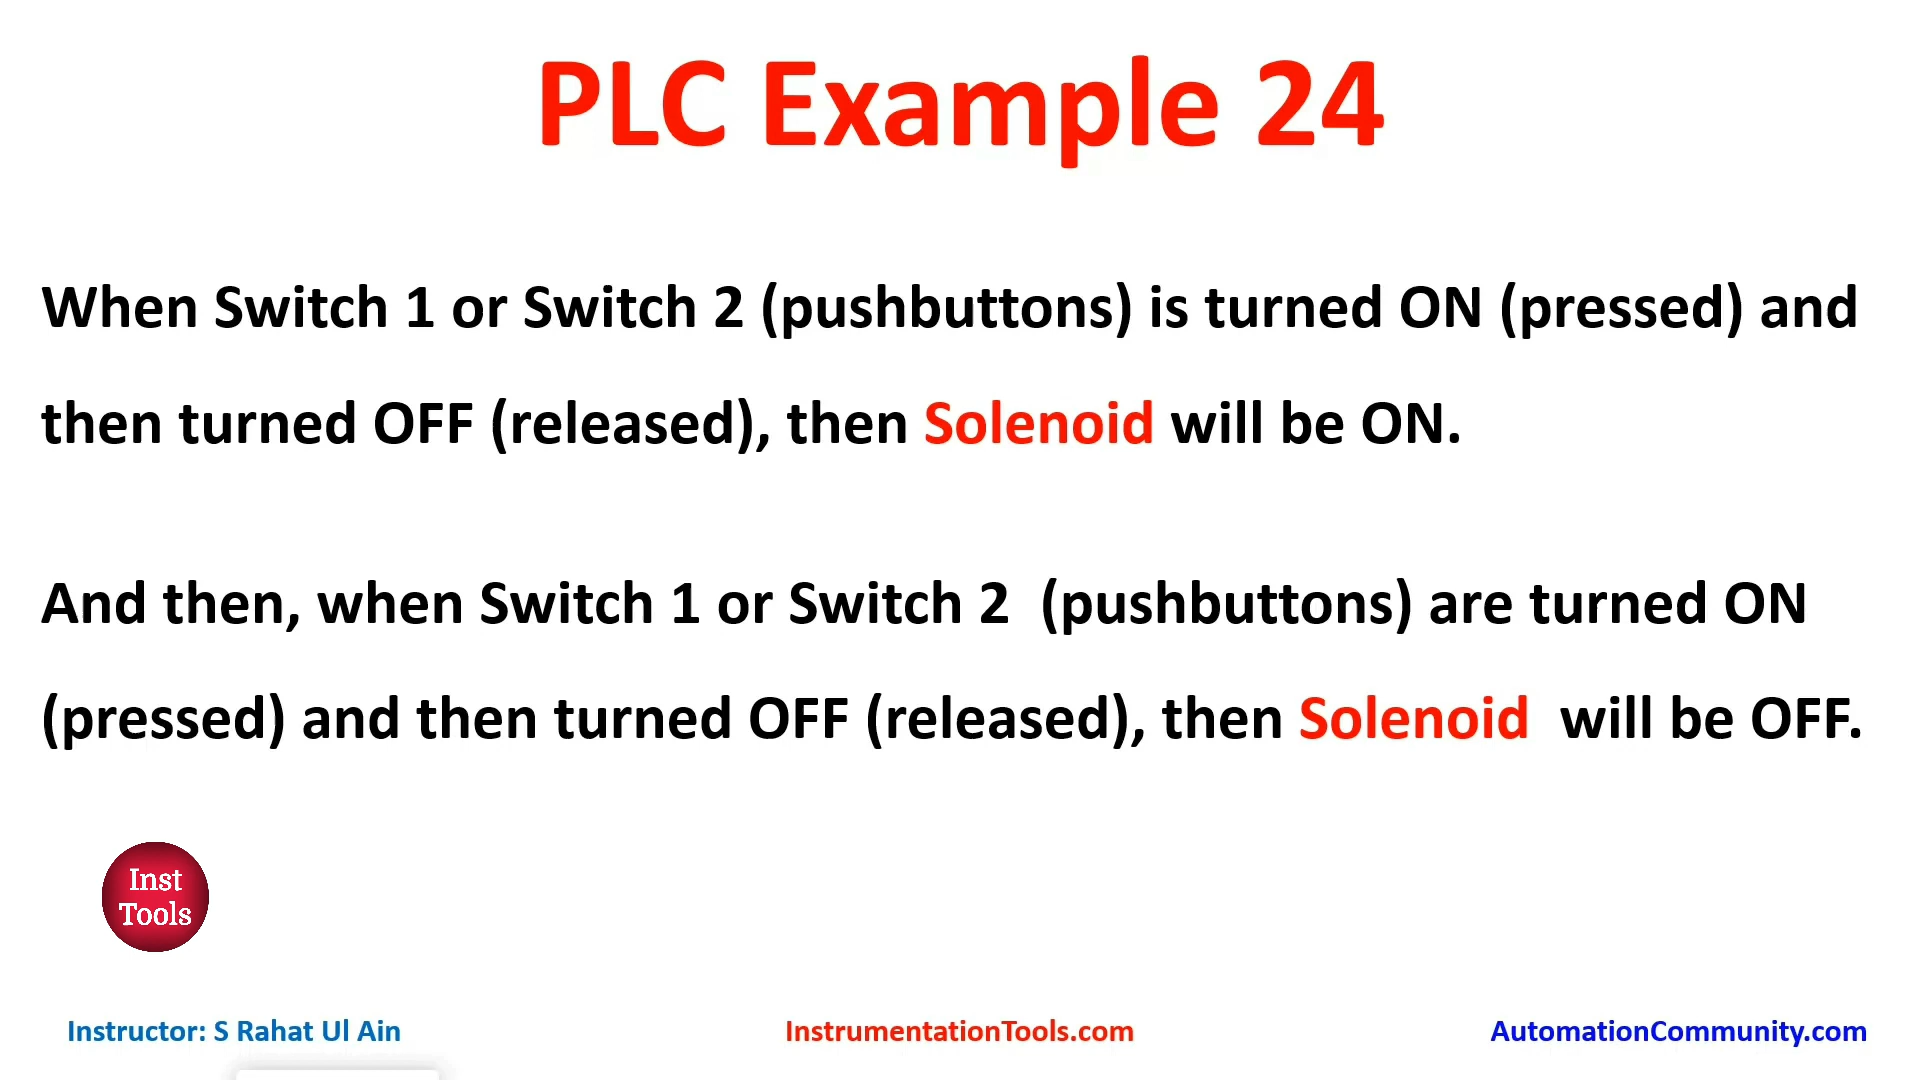 PLC Example 24
When Switch 1 or Switch 2 (pushbuttons) is turned ON (pressed) and
then turned OFF (released), then Solenoid will be ON.
And then, when Switch 1 or Switch 2  (pushbuttons) are turned ON
(pressed) and then turned OFF (released), then Solenoid  will be OFF.
Inst
Tools
Instructor: S Rahat Ul Ain
InstrumentationTools.com
AutomationCommunity.com